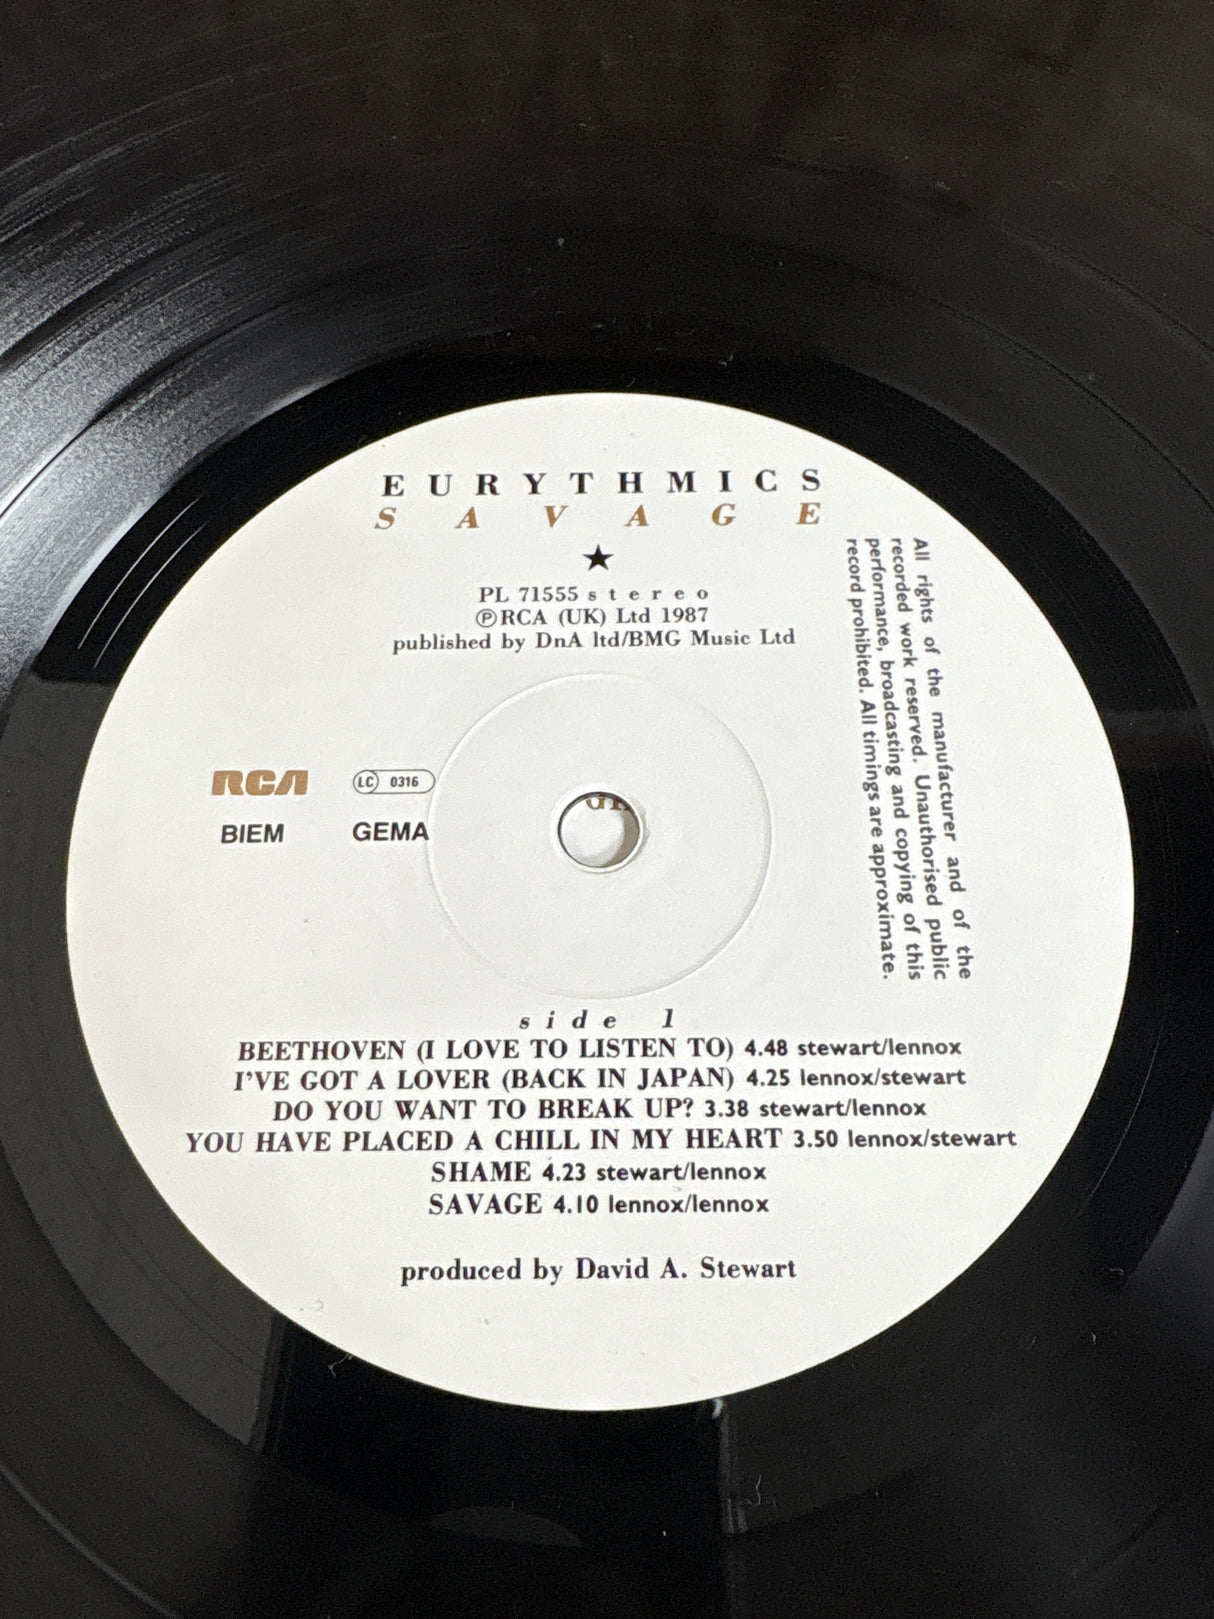 EURYTHMICS
SAVAGE
★
PL 71555 stereo
Ⓟ RCA (UK) Ltd 1987
published by DnA ltd/BMG Music Ltd
All rights of the manufacturer and of the
recorded work reserved. Unauthorised public
performance, broadcasting and copying of this
record prohibited. All timings are approximate.
RCA
LC 0316
BIEM GEMA
side 1
BEETHOVEN (I LOVE TO LISTEN TO) 4.48 stewart/lennox
I'VE GOT A LOVER (BACK IN JAPAN) 4.25 lennox/stewart
DO YOU WANT TO BREAK UP? 3.38 stewart/lennox
YOU HAVE PLACED A CHILL IN MY HEART 3.50 lennox/stewart
SHAME 4.23 stewart/lennox
SAVAGE 4.10 lennox/lennox
produced by David A. Stewart